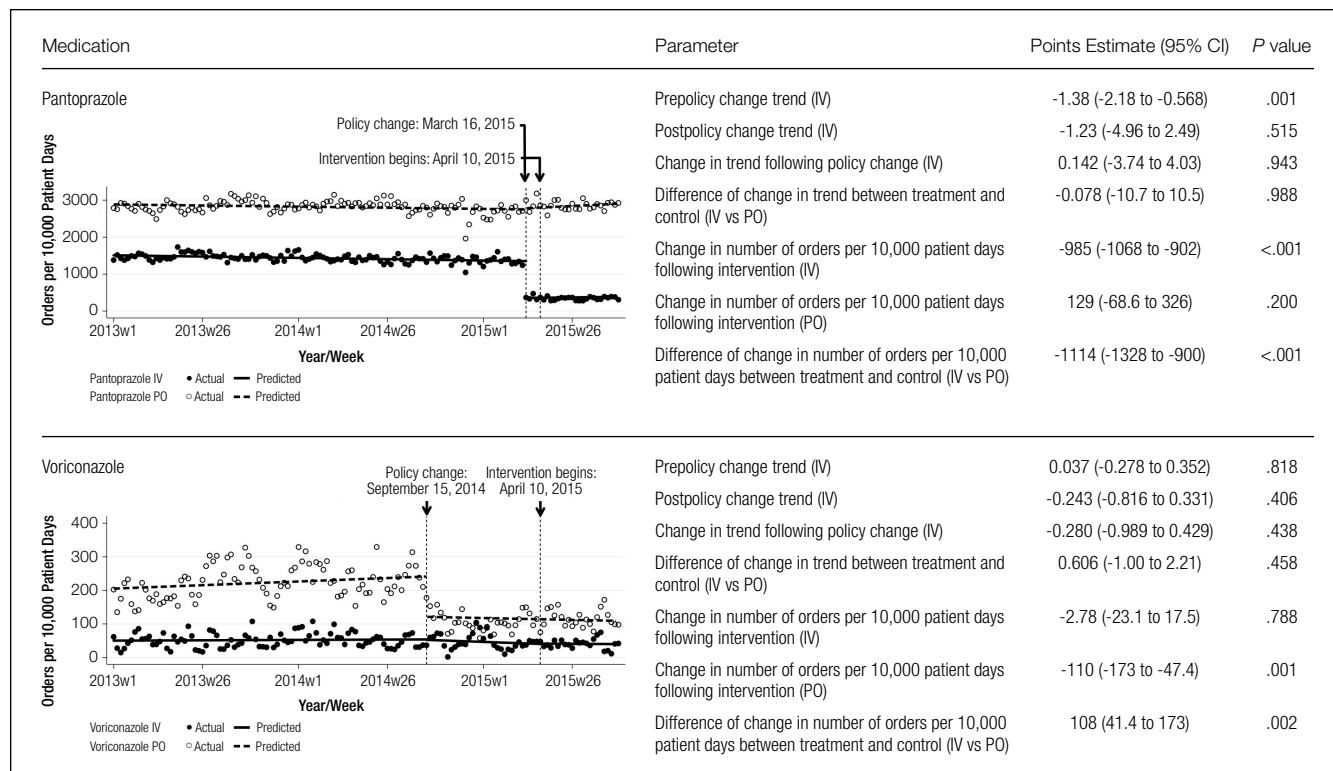 Medication Parameter Points Estimate (95% CI) P value
Pantoprazole
Policy change: March 16, 2015
Intervention begins: April 10, 2015
Orders per 10,000 Patient Days
3000
2000
1000
0
2013w1 2013w26 2014w1 2014w26 2015w1 2015w26
Year/Week
Pantoprazole IV Actual Predicted
Pantoprazole PO Actual Predicted
Prepolicy change trend (IV) -1.38 (-2.18 to -0.568) .001
Postpolicy change trend (IV) -1.23 (-4.96 to 2.49) .515
Change in trend following policy change (IV) 0.142 (-3.74 to 4.03) .943
Difference of change in trend between treatment and
control (IV vs PO) -0.078 (-10.7 to 10.5) .988
Change in number of orders per 10,000 patient days
following intervention (IV) -985 (-1068 to -902) <.001
Change in number of orders per 10,000 patient days
following intervention (PO) 129 (-68.6 to 326) .200
Difference of change in number of orders per 10,000
patient days between treatment and control (IV vs PO) -1114 (-1328 to -900) <.001
Voriconazole
Policy change:
September 15, 2014
Intervention begins:
April 10, 2015
Orders per 10,000 Patient Days
400
300
200
100
0
2013w1 2013w26 2014w1 2014w26 2015w1 2015w26
Year/Week
Voriconazole IV Actual Predicted
Voriconazole PO Actual Predicted
Prepolicy change trend (IV) 0.037 (-0.278 to 0.352) .818
Postpolicy change trend (IV) -0.243 (-0.816 to 0.331) .406
Change in trend following policy change (IV) -0.280 (-0.989 to 0.429) .438
Difference of change in trend between treatment and
control (IV vs PO) 0.606 (-1.00 to 2.21) .458
Change in number of orders per 10,000 patient days
following intervention (IV) -2.78 (-23.1 to 17.5) .788
Change in number of orders per 10,000 patient days
following intervention (PO) -110 (-173 to -47.4) .001
Difference of change in number of orders per 10,000
patient days between treatment and control (IV vs PO) 108 (41.4 to 173) .002